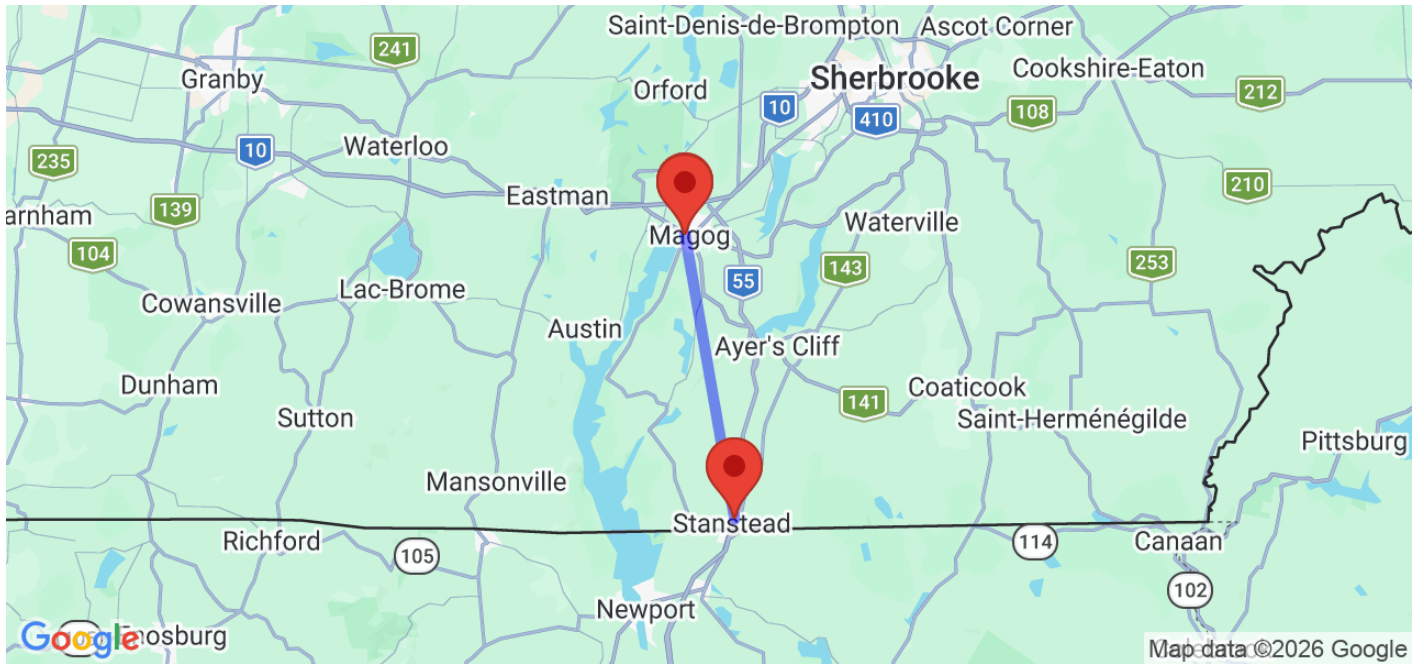 Saint-Denis-de-Brompton
Ascot Corner
241
Granby
Sherbrooke
Cookshire-Eaton
Orford
10
212
108
410
Waterloo
10
235
Eastman
210
139
arnham
Magog
Waterville
104
143
253
55
Lac-Brome
Cowansville
Austin
Ayer's Cliff
Dunham
Coaticook
141
Sutton
Saint-Herménégilde
Pittsburg
Mansonville
Stanstead
Richford
105
114
Canaan
102
Newport
Google
nosburg
Map data ©2026 Google